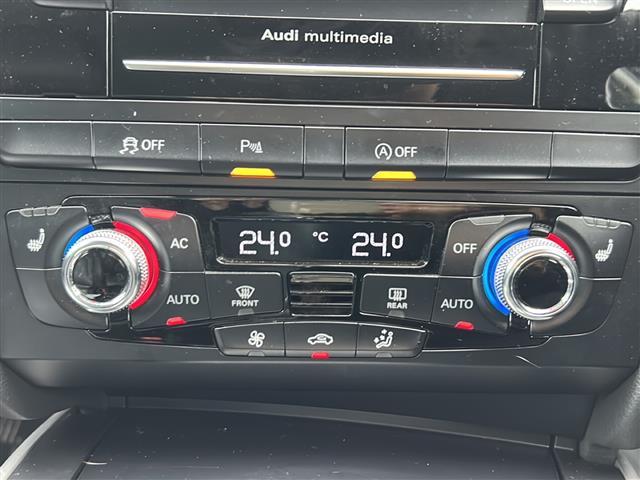 Audi multimedia
OFF P A OFF
24.0 °C 24.0
AC OFF
AUTO FRONT REAR AUTO